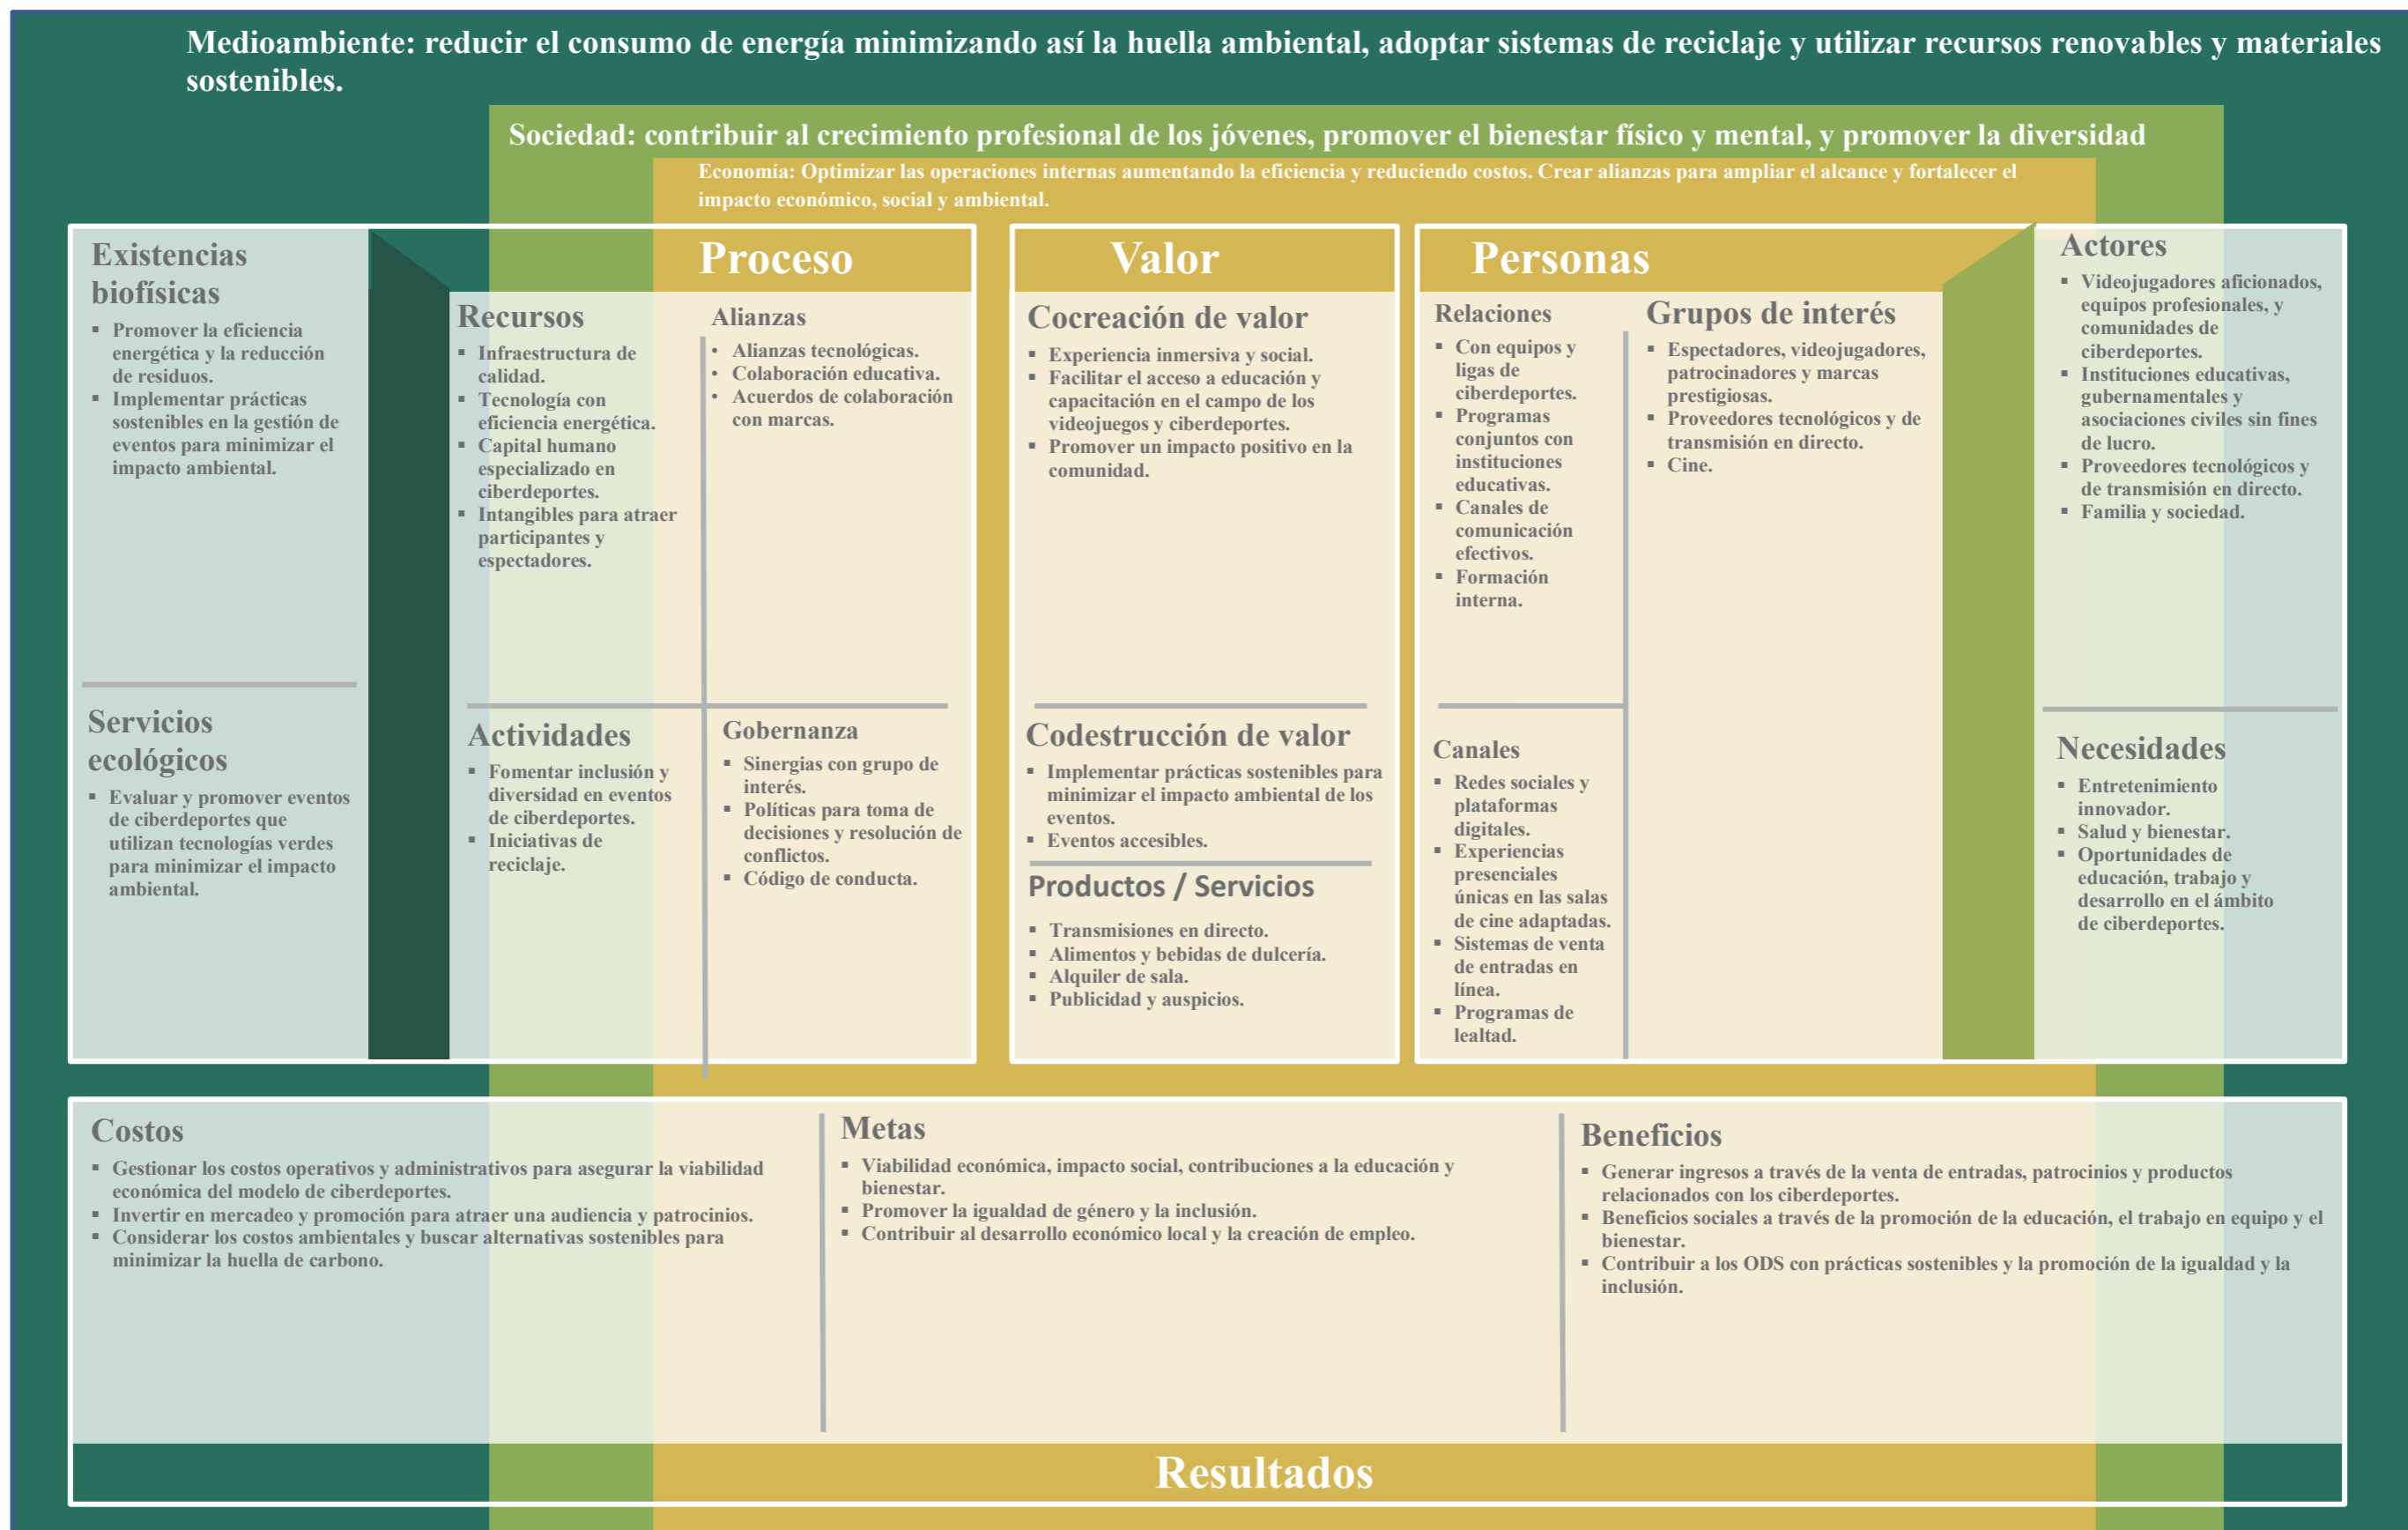 Medioambiente: reducir el consumo de energía minimizando así la huella ambiental, adoptar sistemas de reciclaje y utilizar recursos renovables y materiales
sostenibles.
Sociedad: contribuir al crecimiento profesional de los jóvenes, promover el bienestar físico y mental, y promover la diversidad
Economía: Optimizar las operaciones internas aumentando la eficiencia y reduciendo costos. Crear alianzas para ampliar el alcance y fortalecer el
impacto económico, social y ambiental.
Existencias
biofísicas
▪ Promover la eficiencia
energética y la reducción
de residuos.
▪ Implementar prácticas
sostenibles en la gestión de
eventos para minimizar el
impacto ambiental.
Servicios
ecológicos
▪ Evaluar y promover eventos
de ciberdeportes que
utilizan tecnologías verdes
para minimizar el impacto
ambiental.
Proceso
Recursos
▪ Infraestructura de
calidad.
▪ Tecnología con
eficiencia energética.
▪ Capital humano
especializado en
ciberdeportes.
▪ Intangibles para atraer
participantes y
espectadores.
Alianzas
• Alianzas tecnológicas.
• Colaboración educativa.
• Acuerdos de colaboración
con marcas.
Actividades
▪ Fomentar inclusión y
diversidad en eventos
de ciberdeportes.
▪ Iniciativas de
reciclaje.
Gobernanza
▪ Sinergias con grupo de
interés.
▪ Políticas para toma de
decisiones y resolución de
conflictos.
▪ Código de conducta.
Valor
Cocreación de valor
▪ Experiencia inmersiva y social.
▪ Facilitar el acceso a educación y
capacitación en el campo de los
videojuegos y ciberdeportes.
▪ Promover un impacto positivo en la
comunidad.
Codestrucción de valor
▪ Implementar prácticas sostenibles para
minimizar el impacto ambiental de los
eventos.
▪ Eventos accesibles.
Productos / Servicios
▪ Transmisiones en directo.
▪ Alimentos y bebidas de dulcería.
▪ Alquiler de sala.
▪ Publicidad y auspicios.
Personas
Relaciones
▪ Con equipos y
ligas de
ciberdeportes.
▪ Programas
conjuntos con
instituciones
educativas.
▪ Canales de
comunicación
efectivos.
▪ Formación
interna.
Grupos de interés
▪ Espectadores, videojugadores,
patrocinadores y marcas
prestigiosas.
▪ Proveedores tecnológicos y de
transmisión en directo.
▪ Cine.
Canales
▪ Redes sociales y
plataformas
digitales.
▪ Experiencias
presenciales
únicas en las salas
de cine adaptadas.
▪ Sistemas de venta
de entradas en
línea.
▪ Programas de
lealtad.
Actores
▪ Videojugadores aficionados,
equipos profesionales, y
comunidades de
ciberdeportes.
▪ Instituciones educativas,
gubernamentales y
asociaciones civiles sin fines
de lucro.
▪ Proveedores tecnológicos y
de transmisión en directo.
▪ Familia y sociedad.
Necesidades
▪ Entretenimiento
innovador.
▪ Salud y bienestar.
▪ Oportunidades de
educación, trabajo y
desarrollo en el ámbito
de ciberdeportes.
Costos
▪ Gestionar los costos operativos y administrativos para asegurar la viabilidad
económica del modelo de ciberdeportes.
▪ Invertir en mercadeo y promoción para atraer una audiencia y patrocinios.
▪ Considerar los costos ambientales y buscar alternativas sostenibles para
minimizar la huella de carbono.
Metas
▪ Viabilidad económica, impacto social, contribuciones a la educación y
bienestar.
▪ Promover la igualdad de género y la inclusión.
▪ Contribuir al desarrollo económico local y la creación de empleo.
Beneficios
▪ Generar ingresos a través de la venta de entradas, patrocinios y productos
relacionados con los ciberdeportes.
▪ Beneficios sociales a través de la promoción de la educación, el trabajo en equipo y el
bienestar.
▪ Contribuir a los ODS con prácticas sostenibles y la promoción de la igualdad y la
inclusión.
Resultados